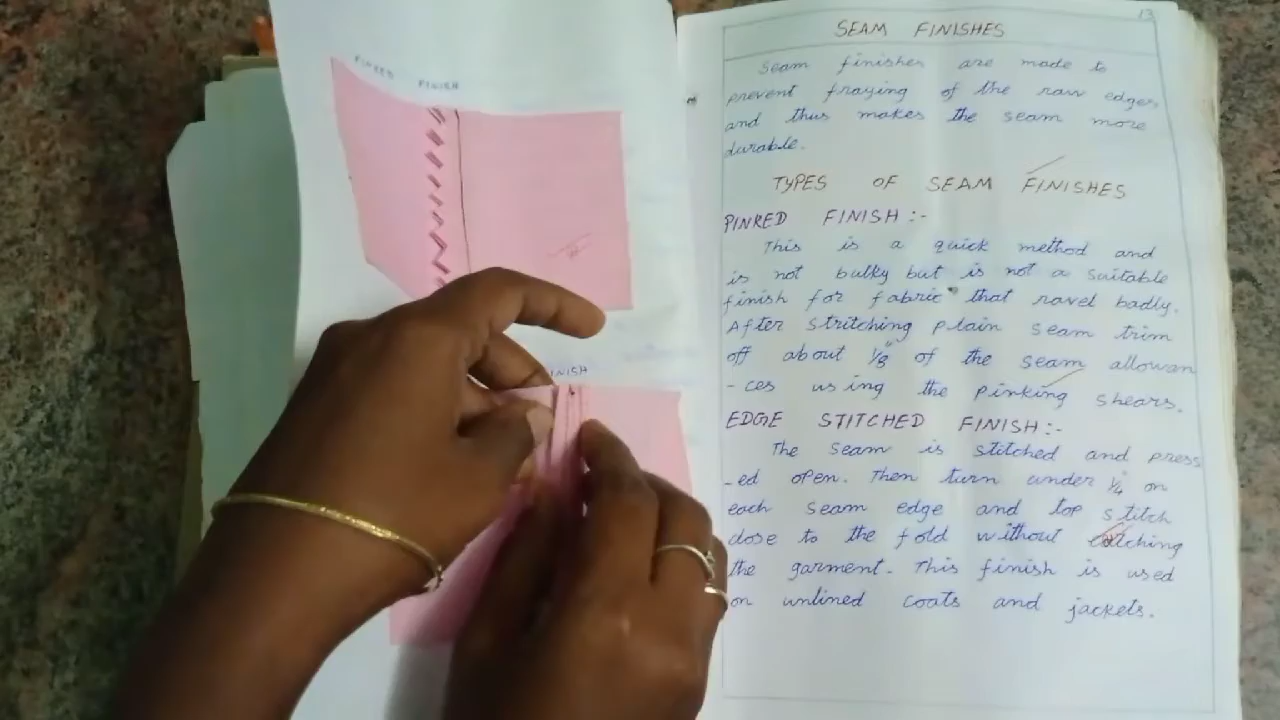 PINKED FINISH
INISH
13
SEAM FINISHES
Seam finishes are made to
prevent fraying of the raw edges
and thus makes the seam more
durable.
TYPES OF SEAM FINISHES
PINKED FINISH :-
This is a quick method and
is not bulky but is not a suitable
finish for fabric that ravel badly.
After stritching plain seam trim
off about 1/8 of the seam allowan
-ces using the pinking shears.
EDGE STITCHED FINISH :-
The seam is stitched and press
-ed open. Then turn under 1/4 on
each seam edge and top stitch
close to the fold without catching
the garment. This finish is used
on unlined coats and jackets.